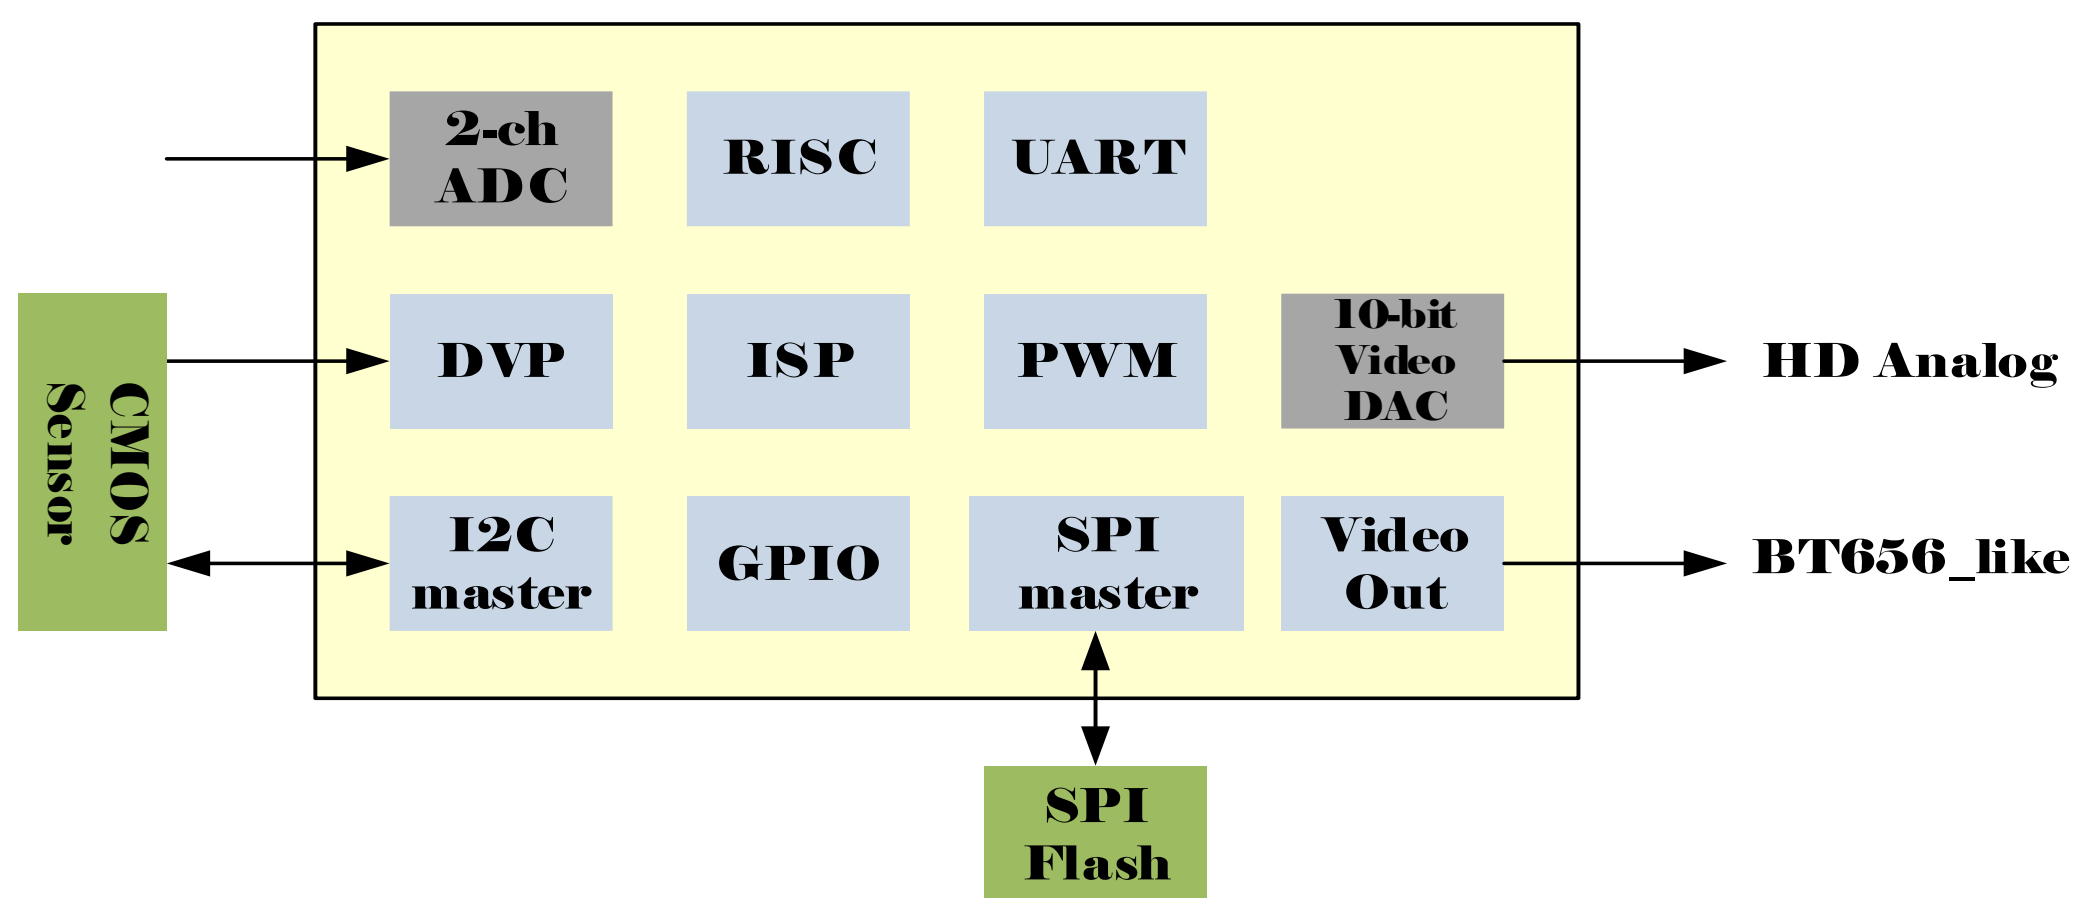 2-ch
ADC
RISC
UART
CMOS
Sensor
DVP
ISP
PWM
10-bit
Video
DAC
HD Analog
I2C
master
GPIO
SPI
master
Video
Out
BT656_like
SPI
Flash